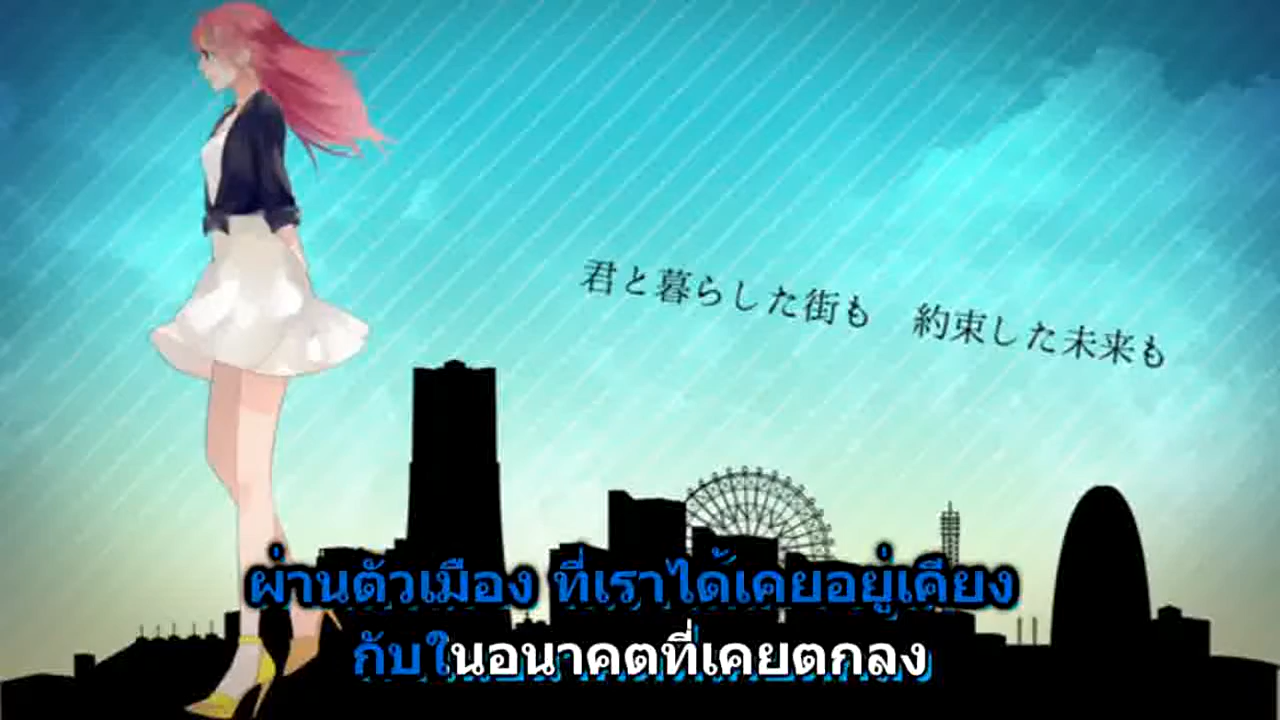 君と暮らした街も　約束した未来も
ผ่านตัวเมือง ที่เราได้เคยอยู่เคียง
กับในอนาคตที่เคยตกลง